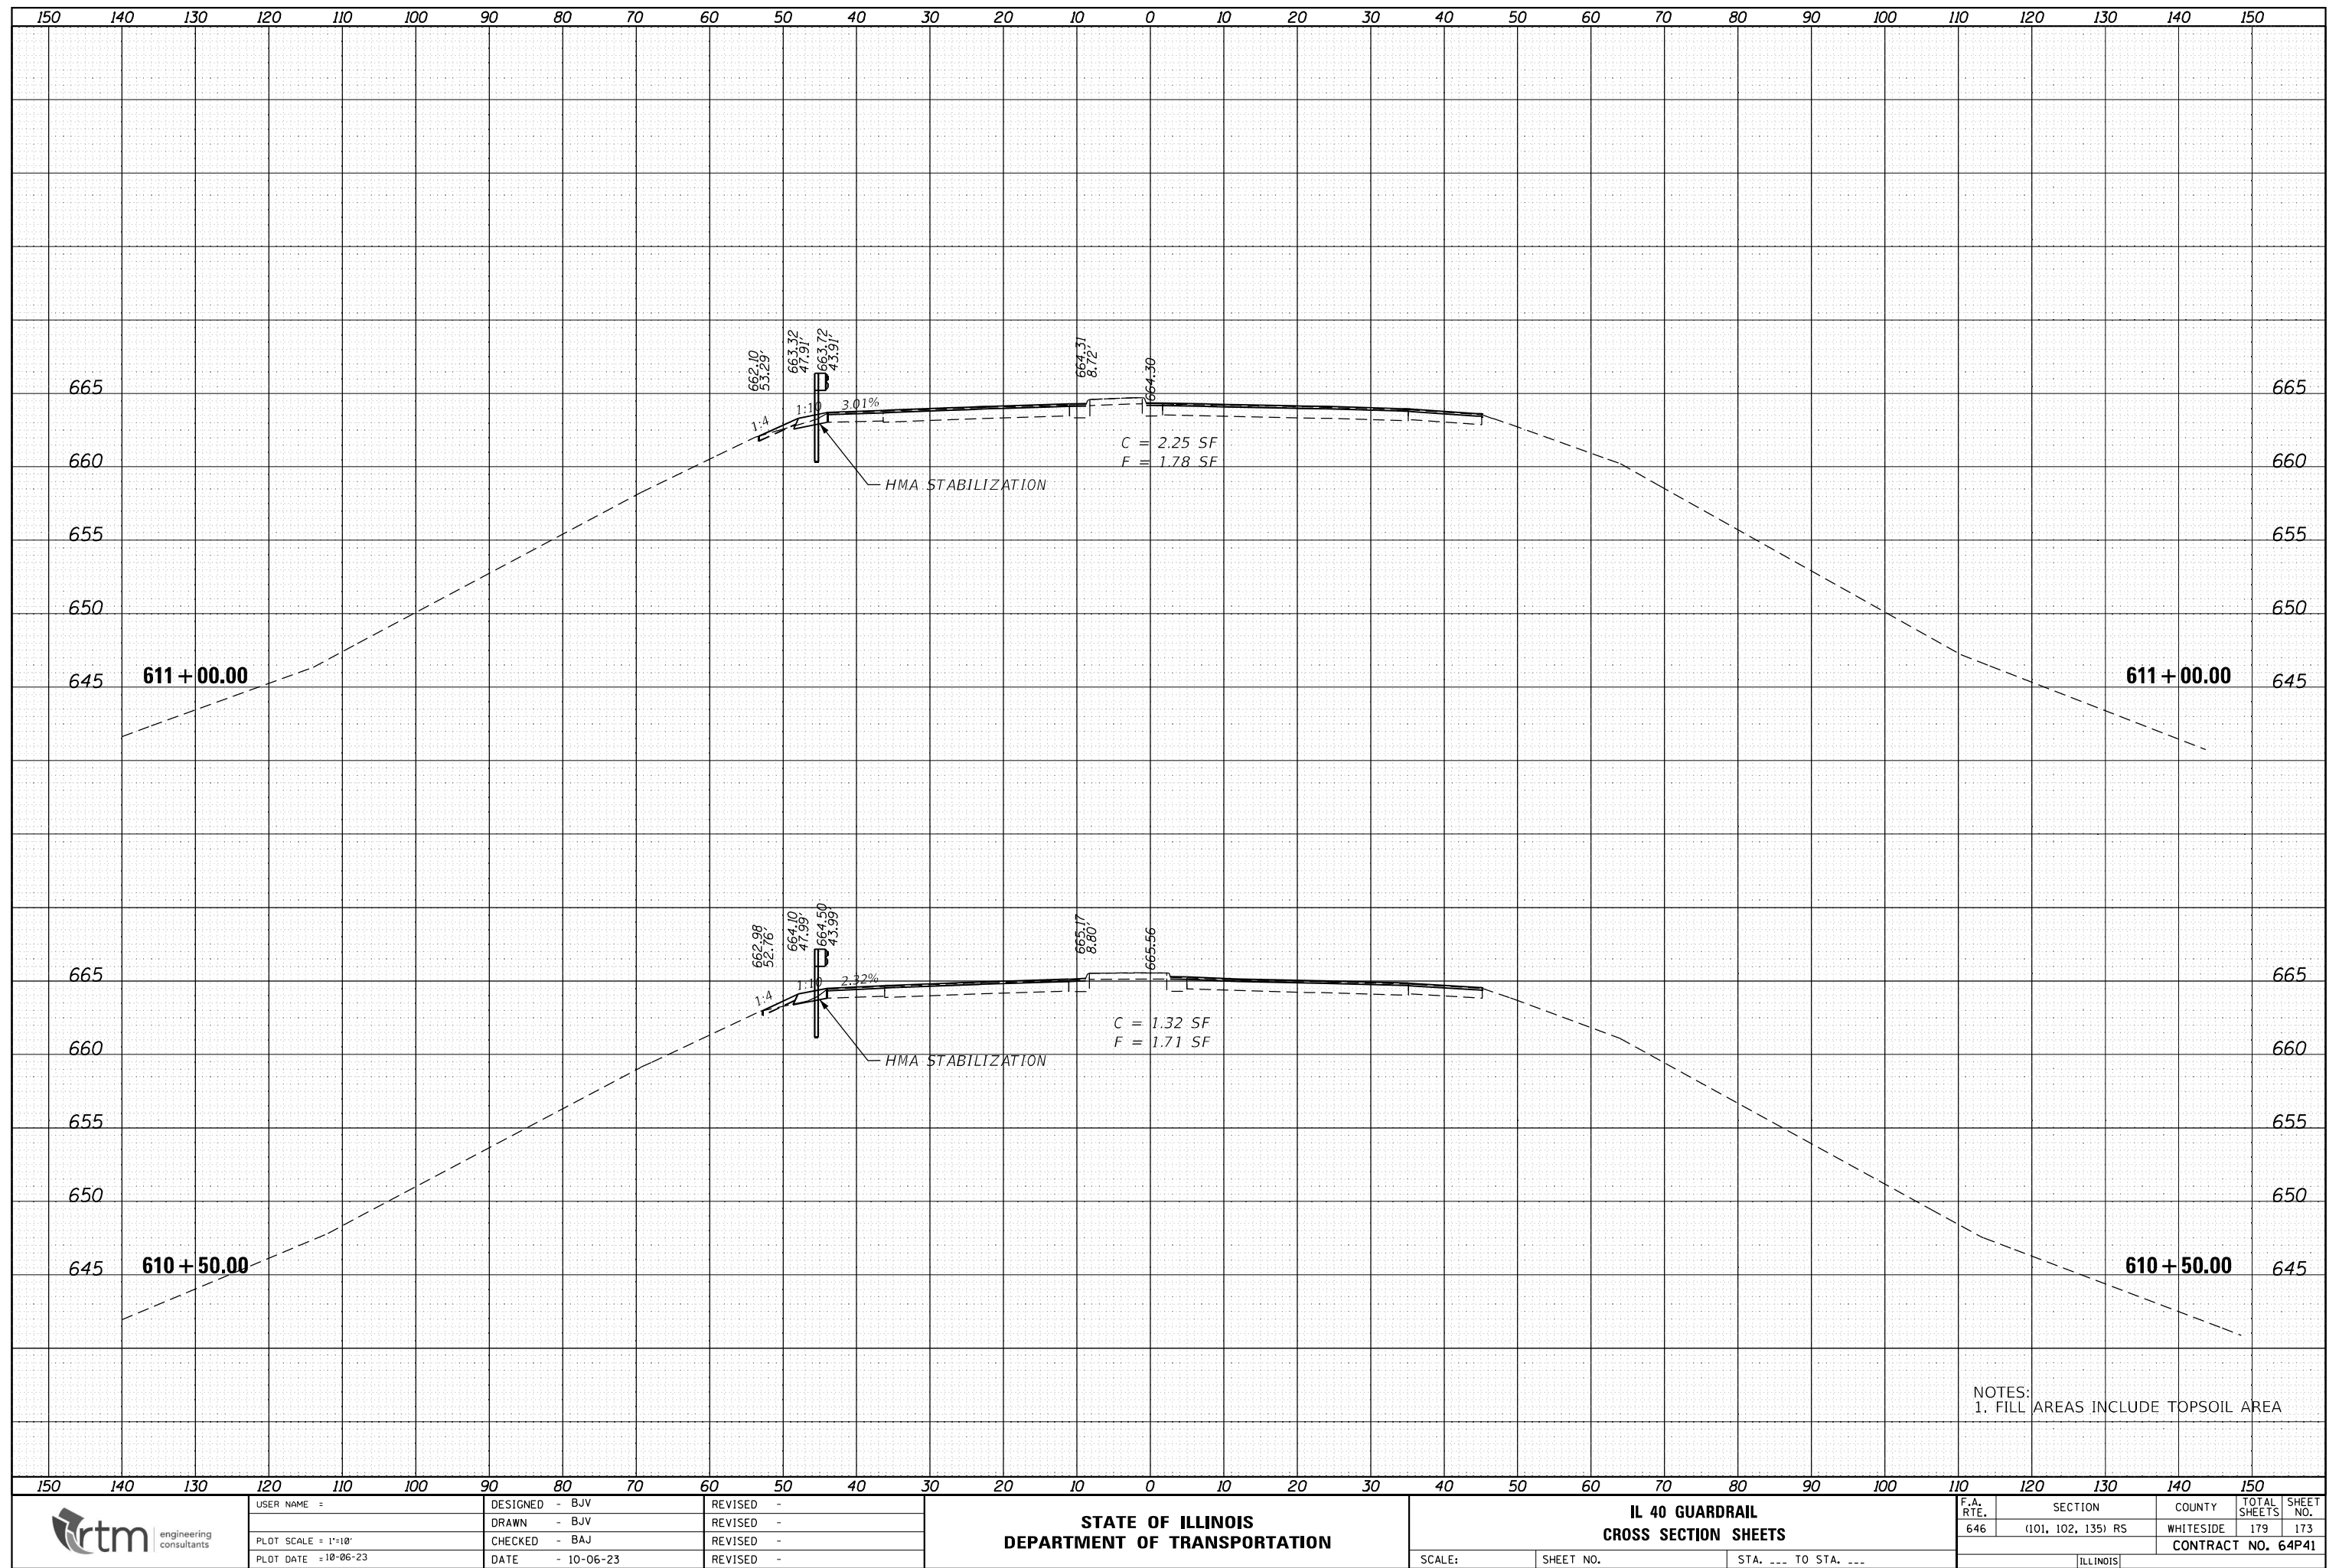 150 140 130 120 110 100 90 80 70 60 50 40 30 20 10 0 10 20 30 40 50 60 70 80 90 100 110 120 130 140 150
662.10
53.29'
663.32
47.91'
663.72
43.91'
664.31
8.72'
664.30
665 665
1:4 1:10 3.01%
C = 2.25 SF
F = 1.78 SF
660 660
HMA STABILIZATION
655 655
650 650
611+00.00 611+00.00
645 645
662.98
52.76'
664.10
47.99'
664.50
43.99'
665.17
8.80'
665.56
665 665
1:4 1:10 2.32%
C = 1.32 SF
F = 1.71 SF
660 660
HMA STABILIZATION
655 655
650 650
610+50.00 610+50.00
645 645
NOTES:
1. FILL AREAS INCLUDE TOPSOIL AREA
150 140 130 120 110 100 90 80 70 60 50 40 30 20 10 0 10 20 30 40 50 60 70 80 90 100 110 120 130 140 150
rtm engineering
consultants
USER NAME =
PLOT SCALE = 1"=10'
PLOT DATE = 10-06-23
DESIGNED - BJV
DRAWN - BJV
CHECKED - BAJ
DATE - 10-06-23
REVISED -
REVISED -
REVISED -
REVISED -
STATE OF ILLINOIS
DEPARTMENT OF TRANSPORTATION
IL 40 GUARDRAIL
CROSS SECTION SHEETS
SCALE: SHEET NO. STA. ___ TO STA. ___
F.A.
RTE. SECTION COUNTY TOTAL
SHEETS SHEET
NO.
646 (101, 102, 135) RS WHITESIDE 179 173
CONTRACT NO. 64P41
ILLINOIS